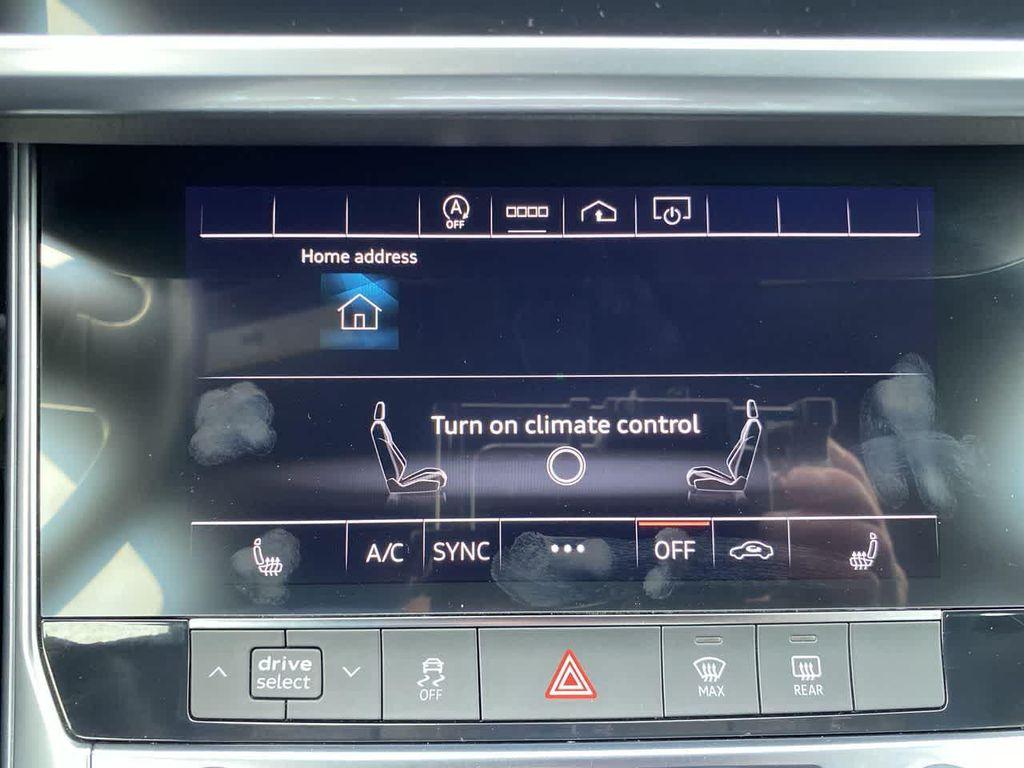 A
OFF
Home address
Turn on climate control
A/C SYNC ••• OFF
drive
select
OFF
MAX
REAR